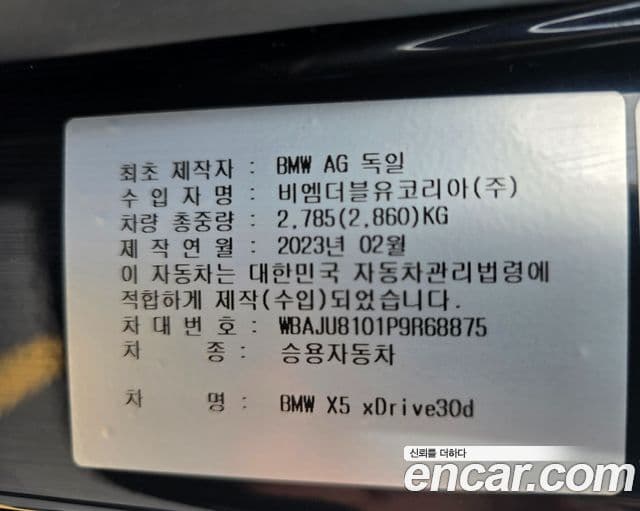 최초 제작자 : BMW AG 독일
수 입 자 명 : 비엠더블유코리아(주)
차량 총중량 : 2,785(2,860)KG
제 작 연 월 : 2023년 02월
이 자동차는 대한민국 자동차관리법령에
적합하게 제작(수입)되었습니다.
차 대 번 호 : WBAJU8101P9R68875
차 종 : 승용자동차
차 명 : BMW X5 xDrive30d
신뢰를 더하다
encar.com